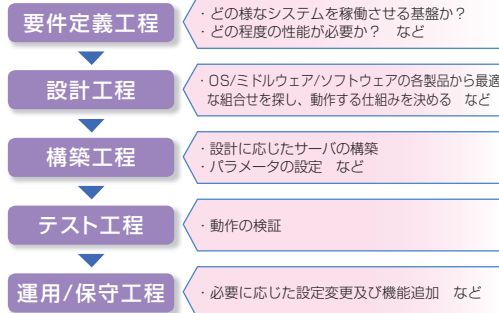 要件定義工程
・どの様なシステムを稼働させる基盤か?
・どの程度の性能が必要か? など
設計工程
・OS/ミドルウェア/ソフトウェアの各製品から最適
な組合せを探し、動作する仕組みを決める など
構築工程
・設計に応じたサーバの構築
・パラメータの設定 など
テスト工程
・動作の検証
運用/保守工程
・必要に応じた設定変更及び機能追加 など